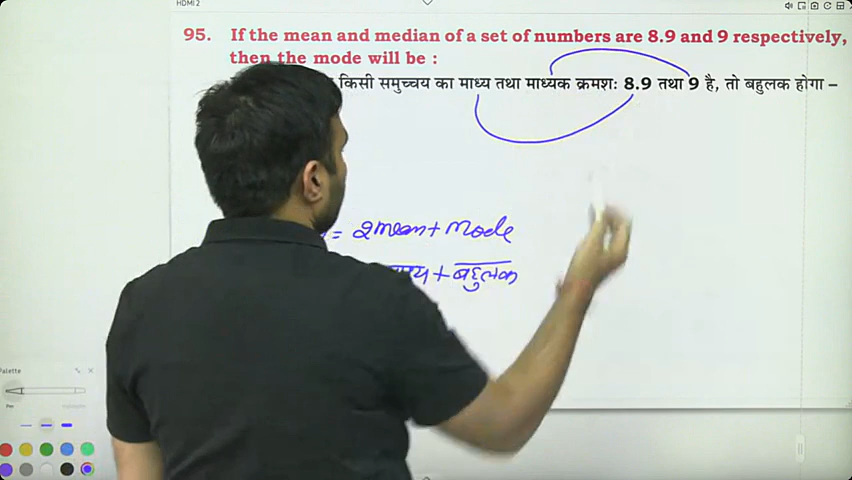 HDMI 2
95. If the mean and median of a set of numbers are 8.9 and 9 respectively,
then the mode will be :
किसी समुच्चय का माध्य तथा माध्यक क्रमशः 8.9 तथा 9 है, तो बहुलक होगा –
= 2mean + Mode
+ बहुलक
Palette
Pen